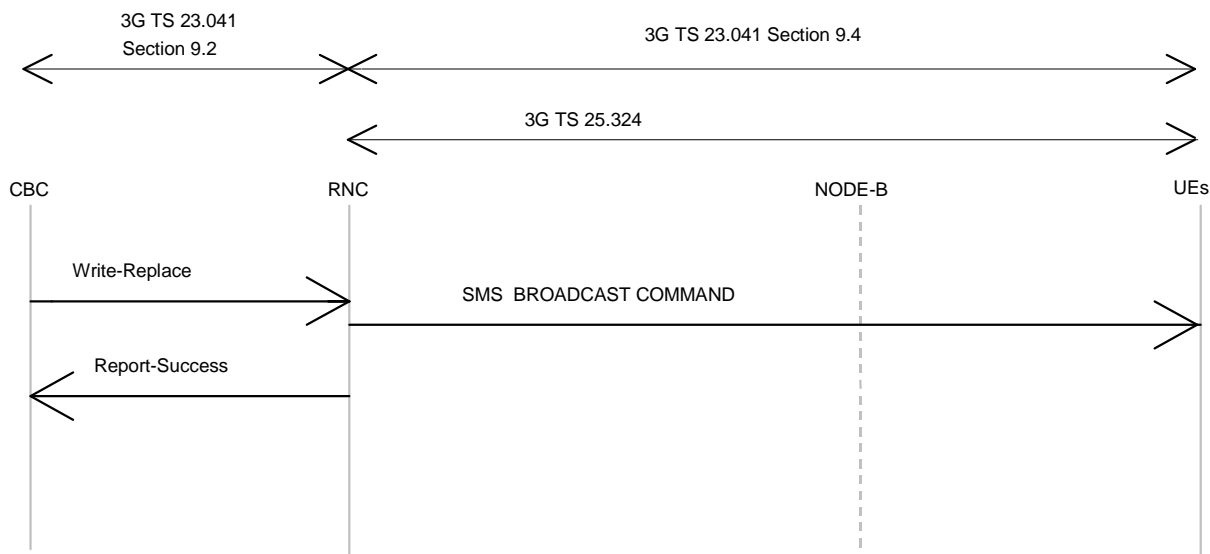 3G TS 23.041
Section 9.2
3G TS 23.041 Section 9.4
3G TS 25.324
CBC
RNC
NODE-B
UEs
Write-Replace
SMS BROADCAST COMMAND
Report-Success